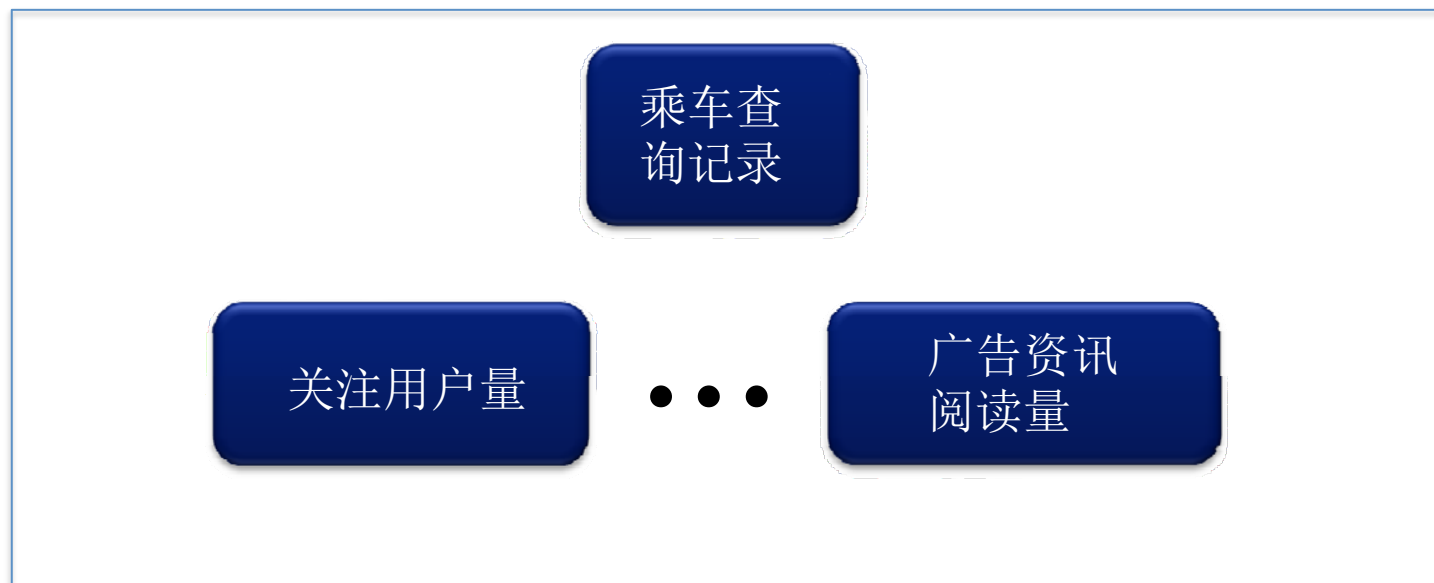 乘车查
询记录
关注用户量
•••
广告资讯
阅读量